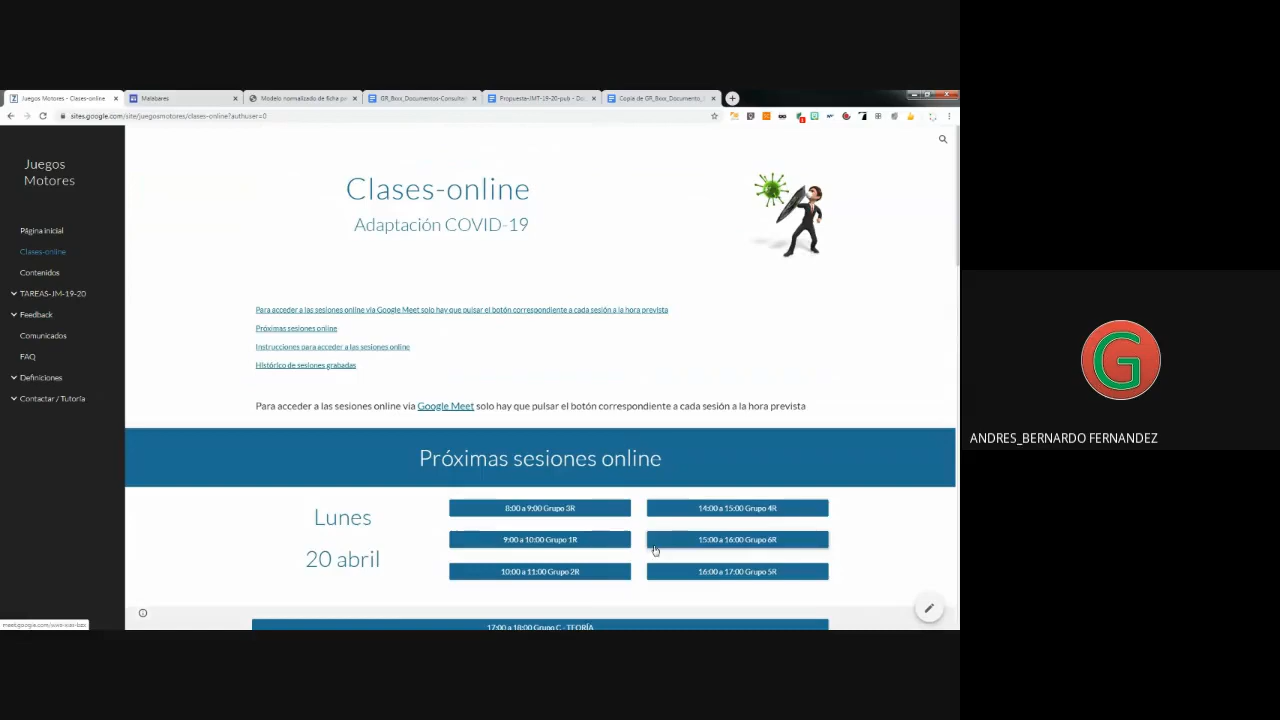 Juegos Motores - Clases-online
Malabares
Modelo normalizado de ficha pe
GR_Bxxx_Documentos-Consulta
Propuesta-JMT-19-20-pub - Do
Copia de GR_Bxxx_Documento_
sites.google.com/site/juegosmotores/clases-online?authuser=0
Juegos
Motores
Página inicial
Clases-online
Contenidos
TAREAS-JM-19-20
Feedback
Comunicados
FAQ
Definiciones
Contactar / Tutoría
Clases-online
Adaptación COVID-19
Para acceder a las sesiones online vía Google Meet solo hay que pulsar el botón correspondiente a cada sesión a la hora prevista
Próximas sesiones online
Instrucciones para acceder a las sesiones online
Histórico de sesiones grabadas
Para acceder a las sesiones online via Google Meet solo hay que pulsar el botón correspondiente a cada sesión a la hora prevista
Próximas sesiones online
Lunes
20 abril
8:00 a 9:00 Grupo 3R
14:00 a 15:00 Grupo 4R
9:00 a 10:00 Grupo 1R
15:00 a 16:00 Grupo 6R
10:00 a 11:00 Grupo 2R
16:00 a 17:00 Grupo 5R
17:00 a 18:00 Grupo C - TEORÍA
G
ANDRES_BERNARDO FERNANDEZ